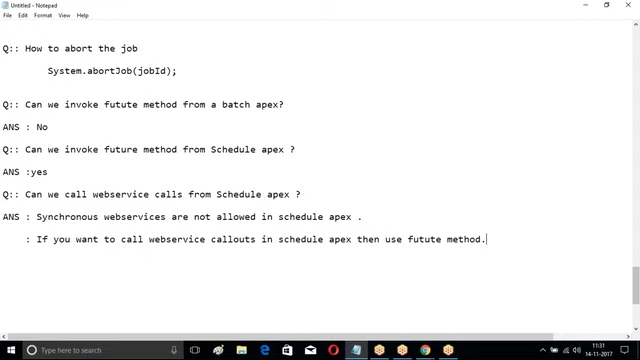 Untitled - Notepad
File Edit Format View Help
Q:: How to abort the job
System.abortJob(jobId);
Q:: Can we invoke futute method from a batch apex?
ANS : No
Q:: Can we invoke future method from Schedule apex ?
ANS :yes
Q:: Can we call webservice calls from Schedule apex ?
ANS : Synchronous webservices are not allowed in schedule apex .
: If you want to call webservice callouts in schedule apex then use futute method.
Type here to search
11:31
14-11-2017